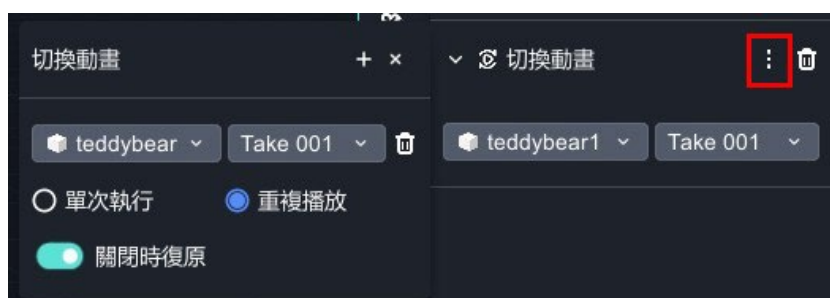 切換動畫
teddybear Take 001
單次執行 重複播放
關閉時復原
切換動畫
teddybear1 Take 001